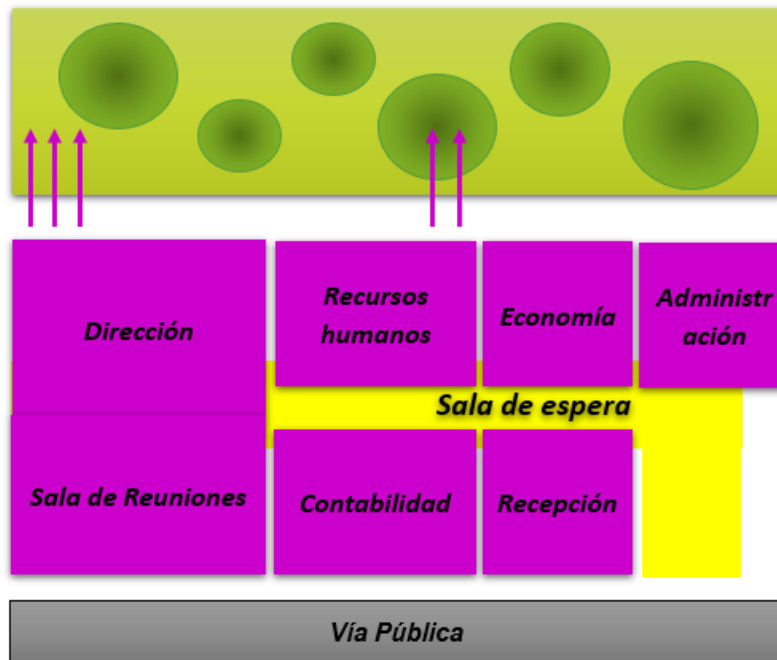 Dirección
Recursos
humanos
Economía
Administr
ación
Sala de espera
Sala de Reuniones
Contabilidad
Recepción
Vía Pública